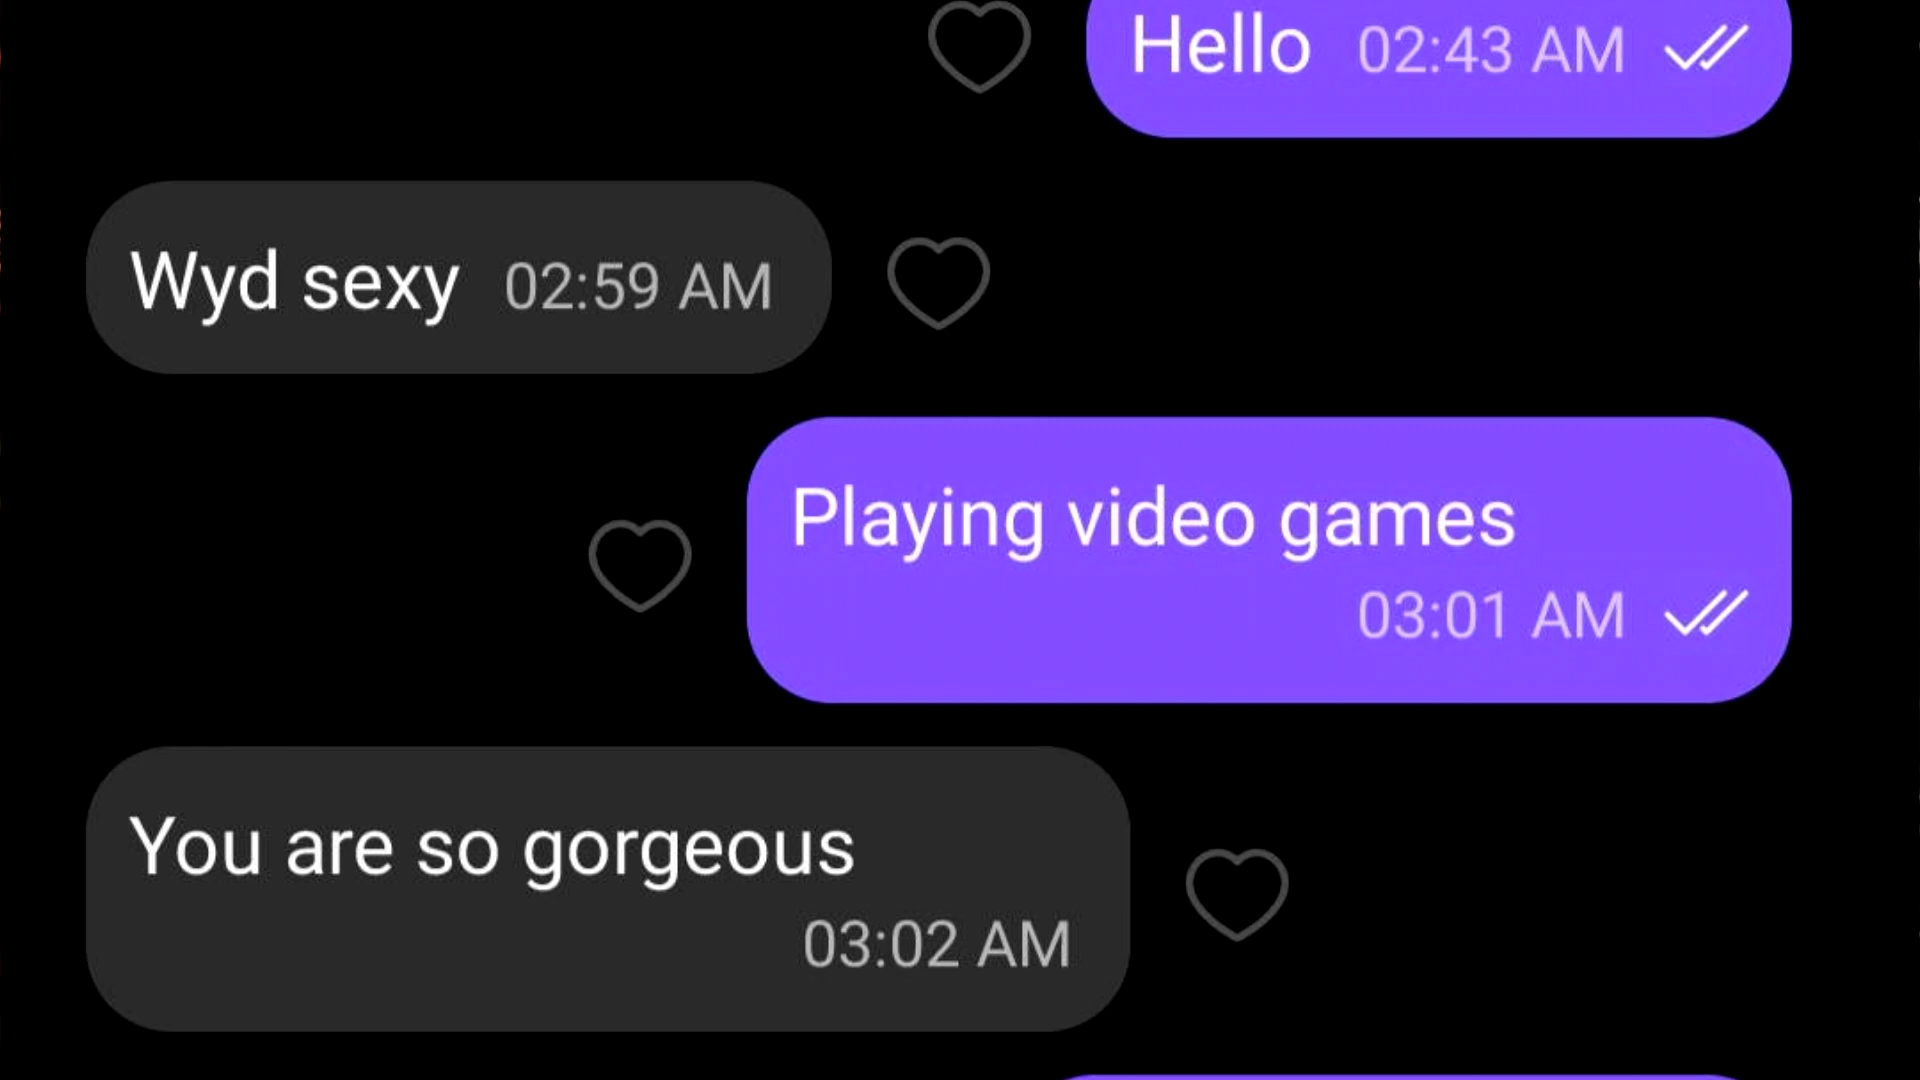 Hello 02:43 AM
Wyd sexy 02:59 AM
Playing video games
03:01 AM
You are so gorgeous
03:02 AM